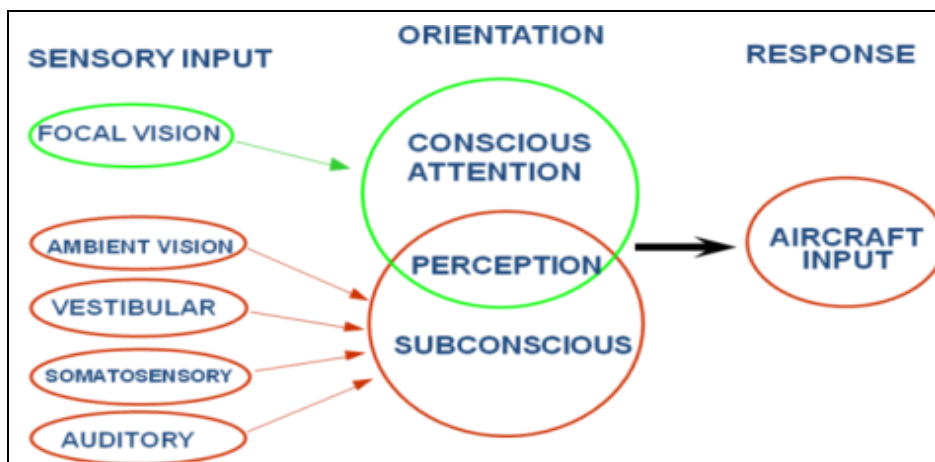 SENSORY INPUT
ORIENTATION
RESPONSE
FOCAL VISION
AMBIENT VISION
VESTIBULAR
SOMATOSENSORY
AUDITORY
CONSCIOUS
ATTENTION
PERCEPTION
SUBCONSCIOUS
AIRCRAFT
INPUT